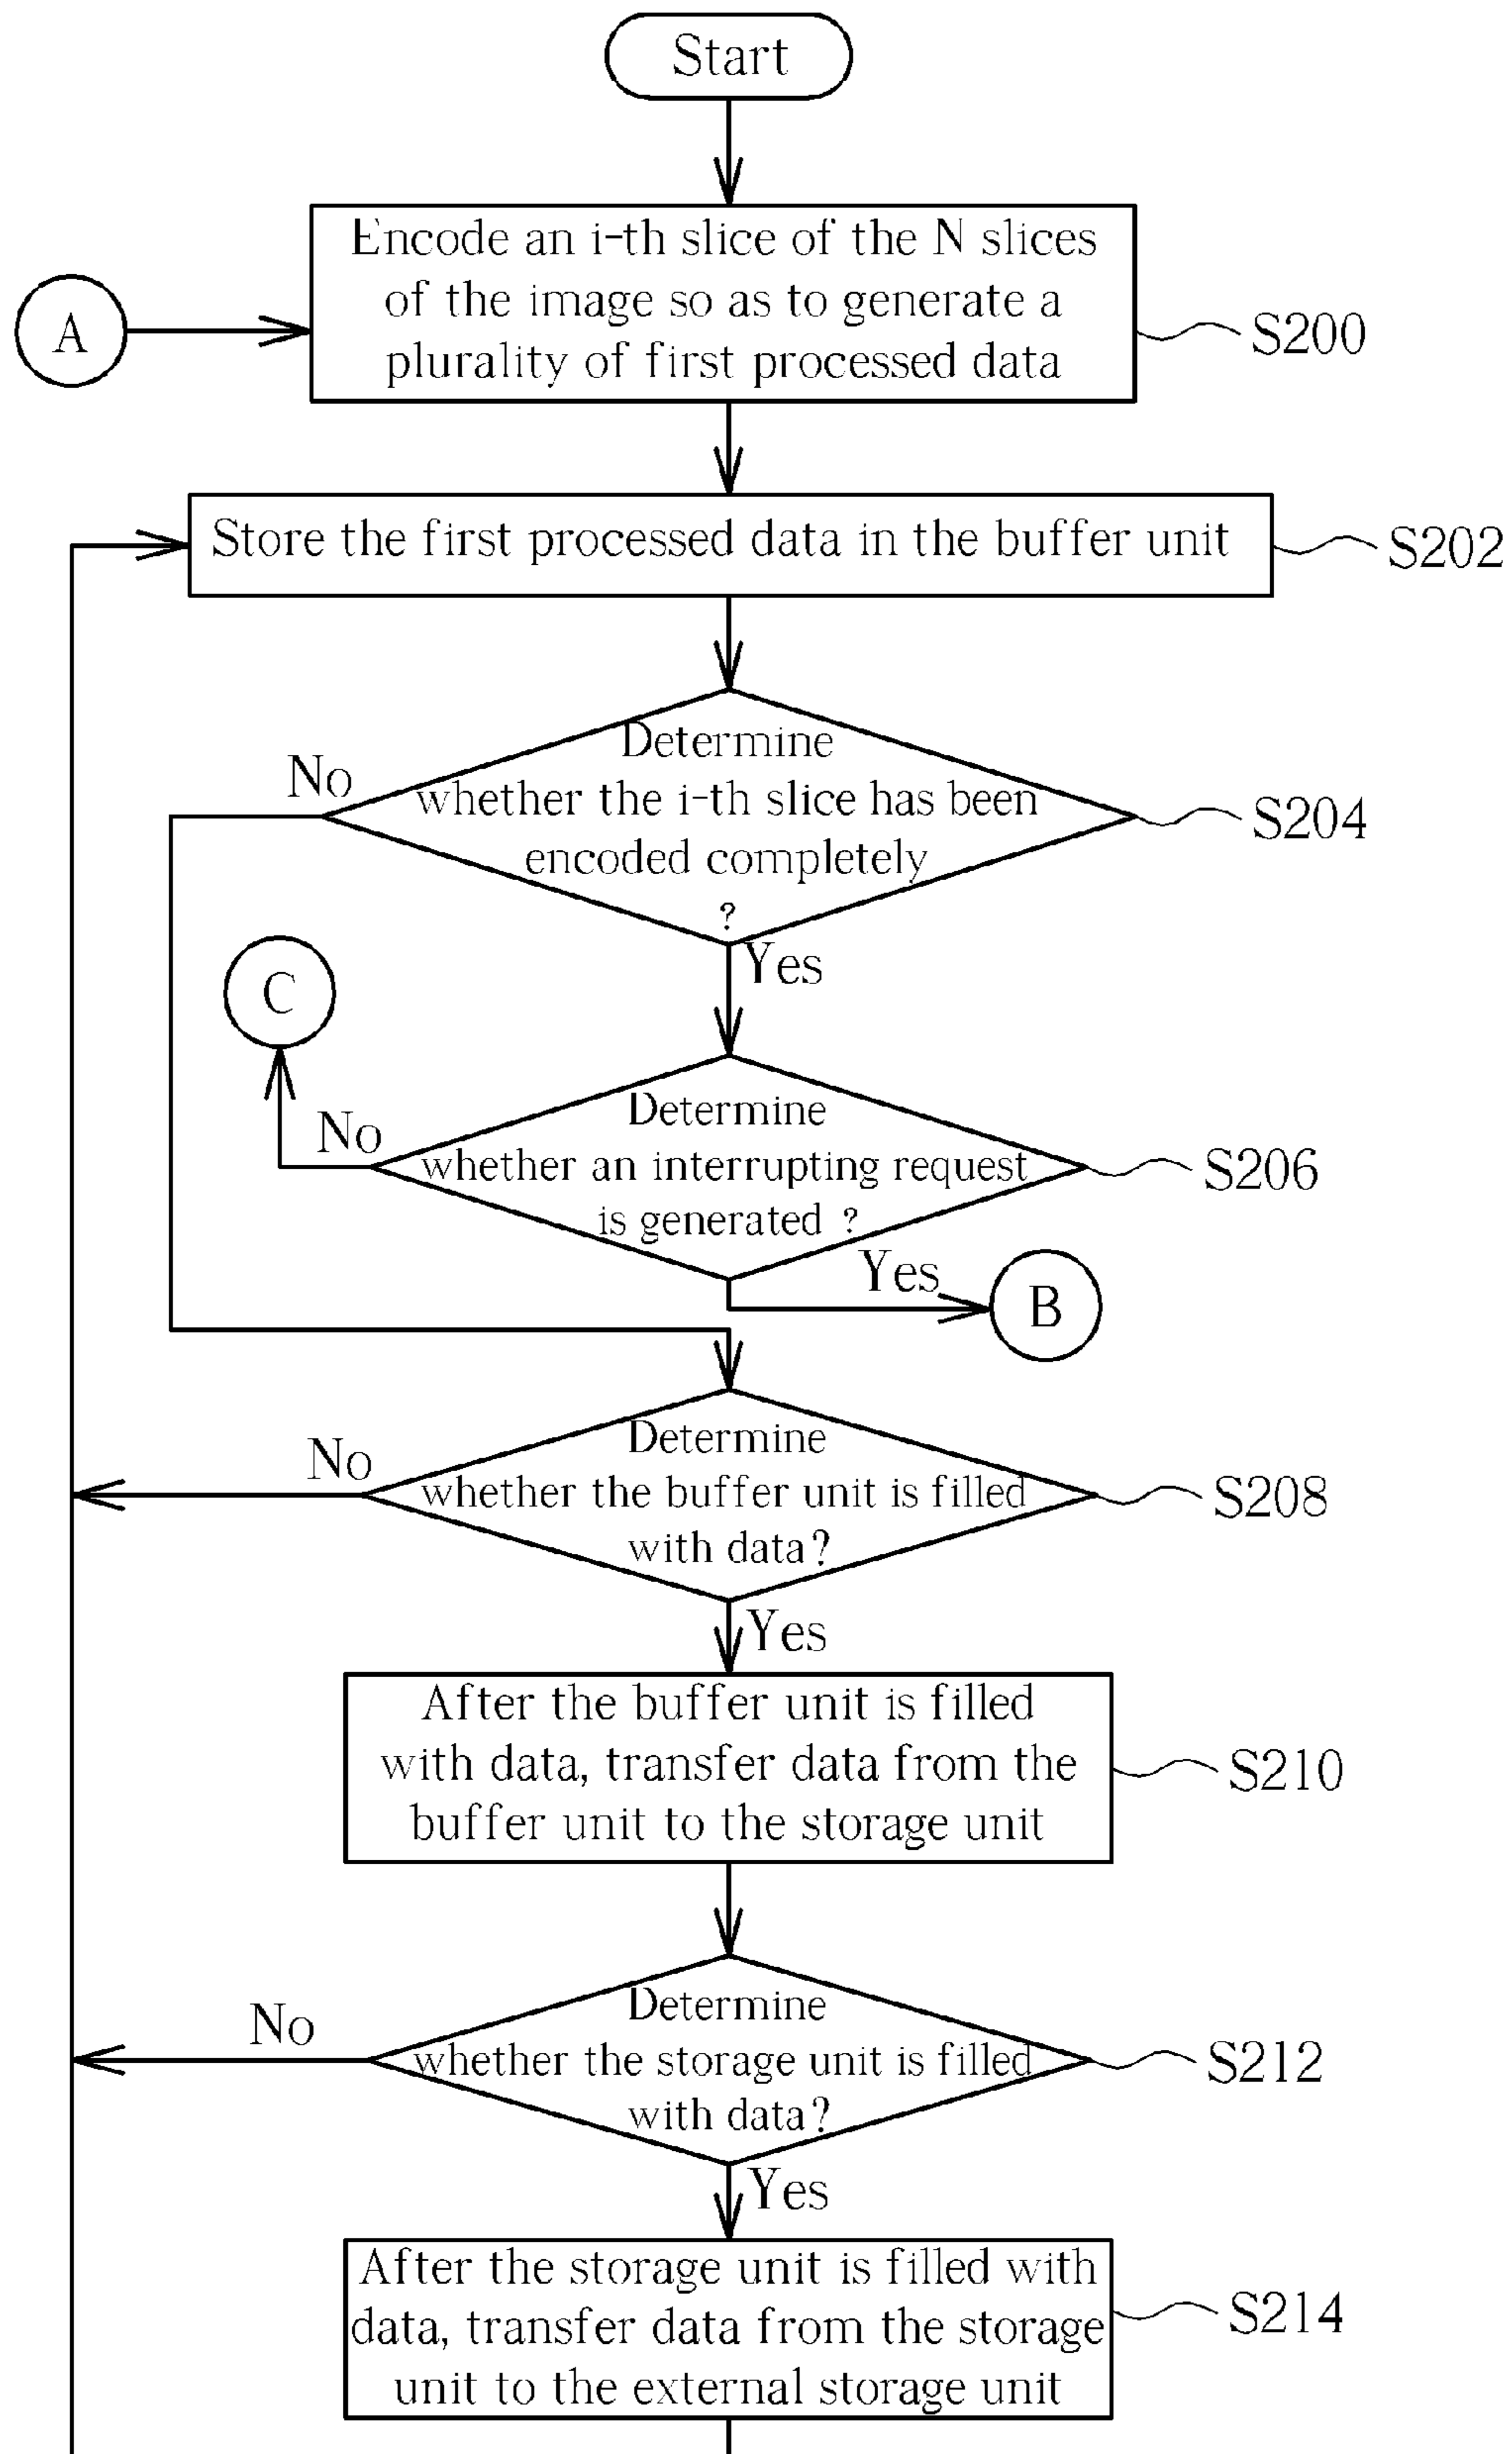 Start
Encode an i-th slice of the N slices
of the image so as to generate a
plurality of first processed data
A
S200
Store the first processed data in the buffer unit
S202
Determine
whether the i-th slice has been
encoded completely
?
No
S204
Yes
C
Determine
whether an interrupting request
is generated ?
No
S206
Yes
B
Determine
whether the buffer unit is filled
with data?
No
S208
Yes
After the buffer unit is filled
with data, transfer data from the
buffer unit to the storage unit
S210
Determine
whether the storage unit is filled
with data?
No
S212
Yes
After the storage unit is filled with
data, transfer data from the storage
unit to the external storage unit
S214